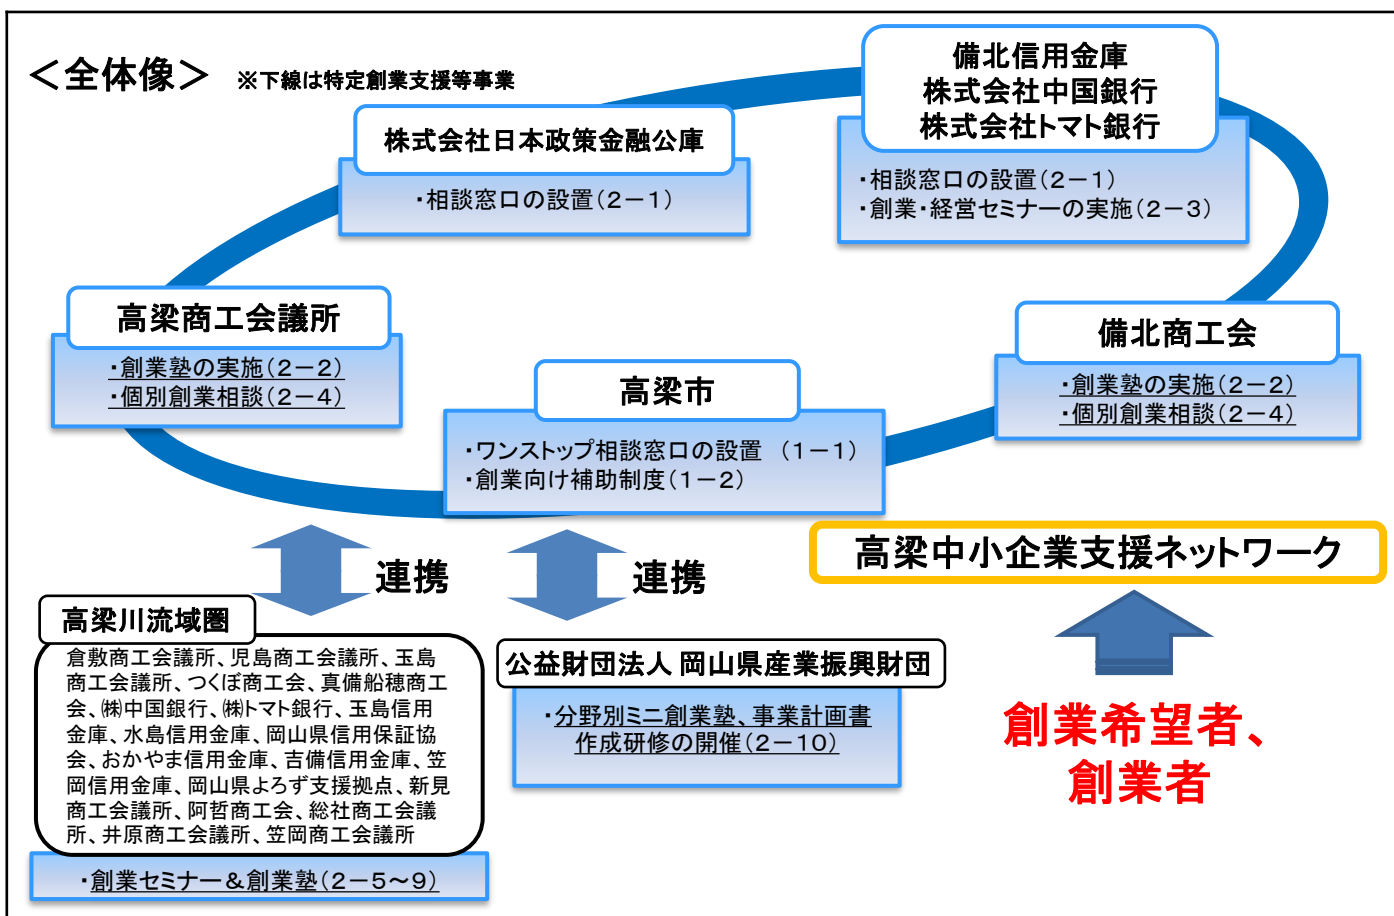 ＜全体像＞ ※下線は特定創業支援等事業
備北信用金庫
株式会社中国銀行
株式会社トマト銀行
・相談窓口の設置(２－１)
・創業・経営セミナーの実施(２－３)
株式会社日本政策金融公庫
・相談窓口の設置(２－１)
高梁商工会議所
・創業塾の実施(２－２)
・個別創業相談(２－４)
備北商工会
・創業塾の実施(２－２)
・個別創業相談(２－４)
高梁市
・ワンストップ相談窓口の設置　(１－１)
・創業向け補助制度(１－２)
連携
連携
高梁中小企業支援ネットワーク
創業希望者、
創業者
高梁川流域圏
倉敷商工会議所、児島商工会議所、玉島
商工会議所、つくぼ商工会、真備船穂商工
会、㈱中国銀行、㈱トマト銀行、玉島信用
金庫、水島信用金庫、岡山県信用保証協
会、おかやま信用金庫、吉備信用金庫、笠
岡信用金庫、岡山県よろず支援拠点、新見
商工会議所、阿哲商工会、総社商工会議
所、井原商工会議所、笠岡商工会議所
・創業セミナー＆創業塾(２－５～９)
公益財団法人 岡山県産業振興財団
・分野別ミニ創業塾、事業計画書
作成研修の開催(２－１０)